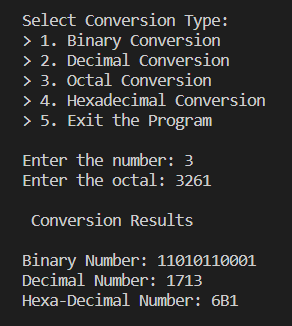 Select Conversion Type:
> 1. Binary Conversion
> 2. Decimal Conversion
> 3. Octal Conversion
> 4. Hexadecimal Conversion
> 5. Exit the Program
Enter the number: 3
Enter the octal: 3261
Conversion Results
Binary Number: 11010110001
Decimal Number: 1713
Hexa-Decimal Number: 6B1